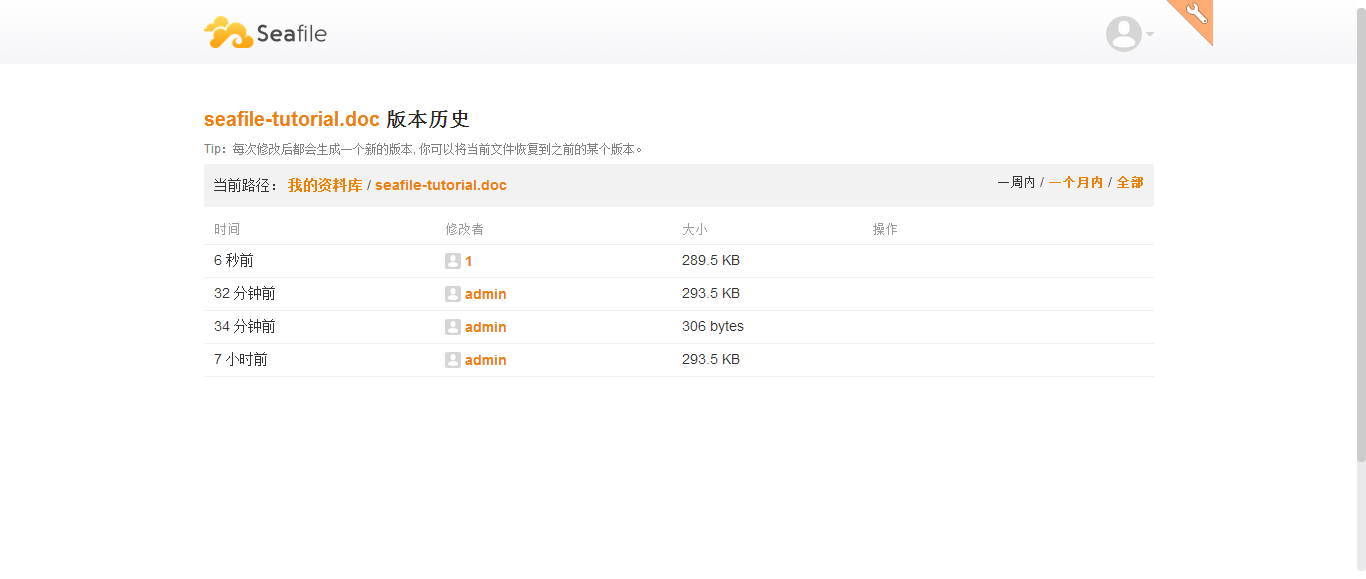 Seafile
seafile-tutorial.doc 版本历史
Tip: 每次修改后都会生成一个新的版本, 你可以将当前文件恢复到之前的某个版本。
当前路径： 我的资料库 / seafile-tutorial.doc 一周内 / 一个月内 / 全部
时间 修改者 大小 操作
6 秒前 1 289.5 KB
32 分钟前 admin 293.5 KB
34 分钟前 admin 306 bytes
7 小时前 admin 293.5 KB